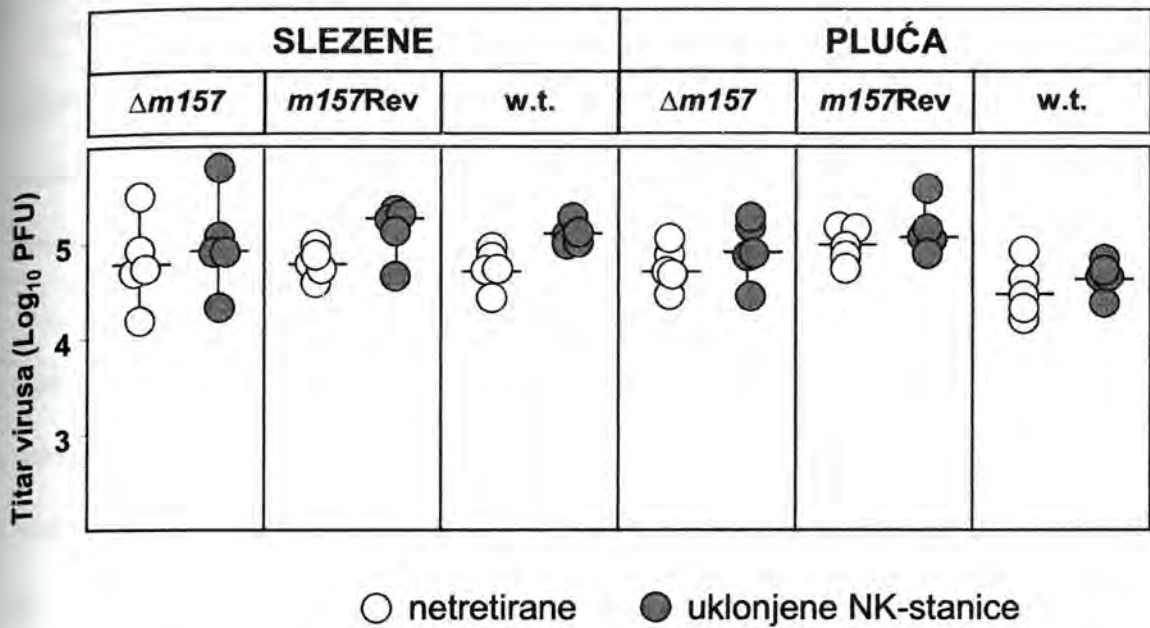 SLEZENE PLUĆA
Δm157 m157Rev w.t. Δm157 m157Rev w.t.
Titar virusa (Log10 PFU)
5
4
3
netretirane uklonjene NK-stanice